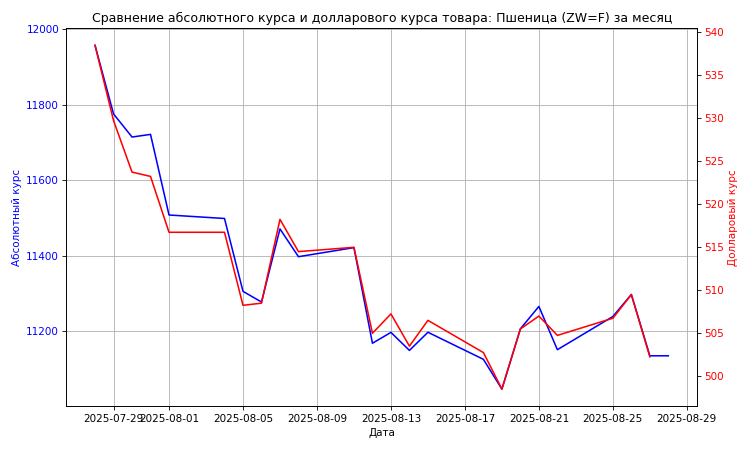 Сравнение абсолютного курса и долларового курса товара: Пшеница (ZW=F) за месяц
12000
11800
11600
11400
11200
Абсолютный курс
540
535
530
525
520
515
510
505
500
Долларовый курс
2025-07-29 2025-08-01 2025-08-05 2025-08-09 2025-08-13 2025-08-17 2025-08-21 2025-08-25 2025-08-29
Дата